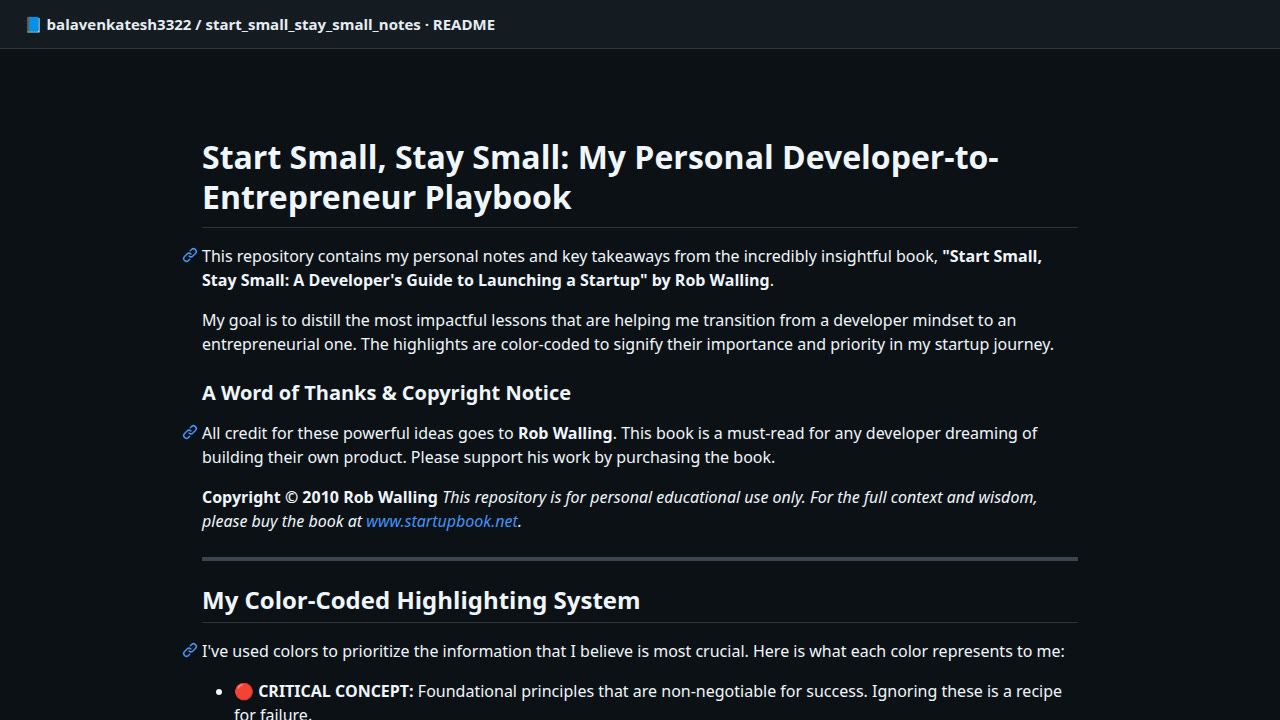 📘 balavenkatesh3322 / start_small_stay_small_notes · README
Start Small, Stay Small: My Personal Developer-to-
Entrepreneur Playbook
This repository contains my personal notes and key takeaways from the incredibly insightful book, "Start Small,
Stay Small: A Developer's Guide to Launching a Startup" by Rob Walling.
My goal is to distill the most impactful lessons that are helping me transition from a developer mindset to an
entrepreneurial one. The highlights are color-coded to signify their importance and priority in my startup journey.
A Word of Thanks & Copyright Notice
All credit for these powerful ideas goes to Rob Walling. This book is a must-read for any developer dreaming of
building their own product. Please support his work by purchasing the book.
Copyright © 2010 Rob Walling This repository is for personal educational use only. For the full context and wisdom,
please buy the book at www.startupbook.net.
My Color-Coded Highlighting System
I've used colors to prioritize the information that I believe is most crucial. Here is what each color represents to me:
• 🔴 CRITICAL CONCEPT: Foundational principles that are non-negotiable for success. Ignoring these is a recipe
for failure.